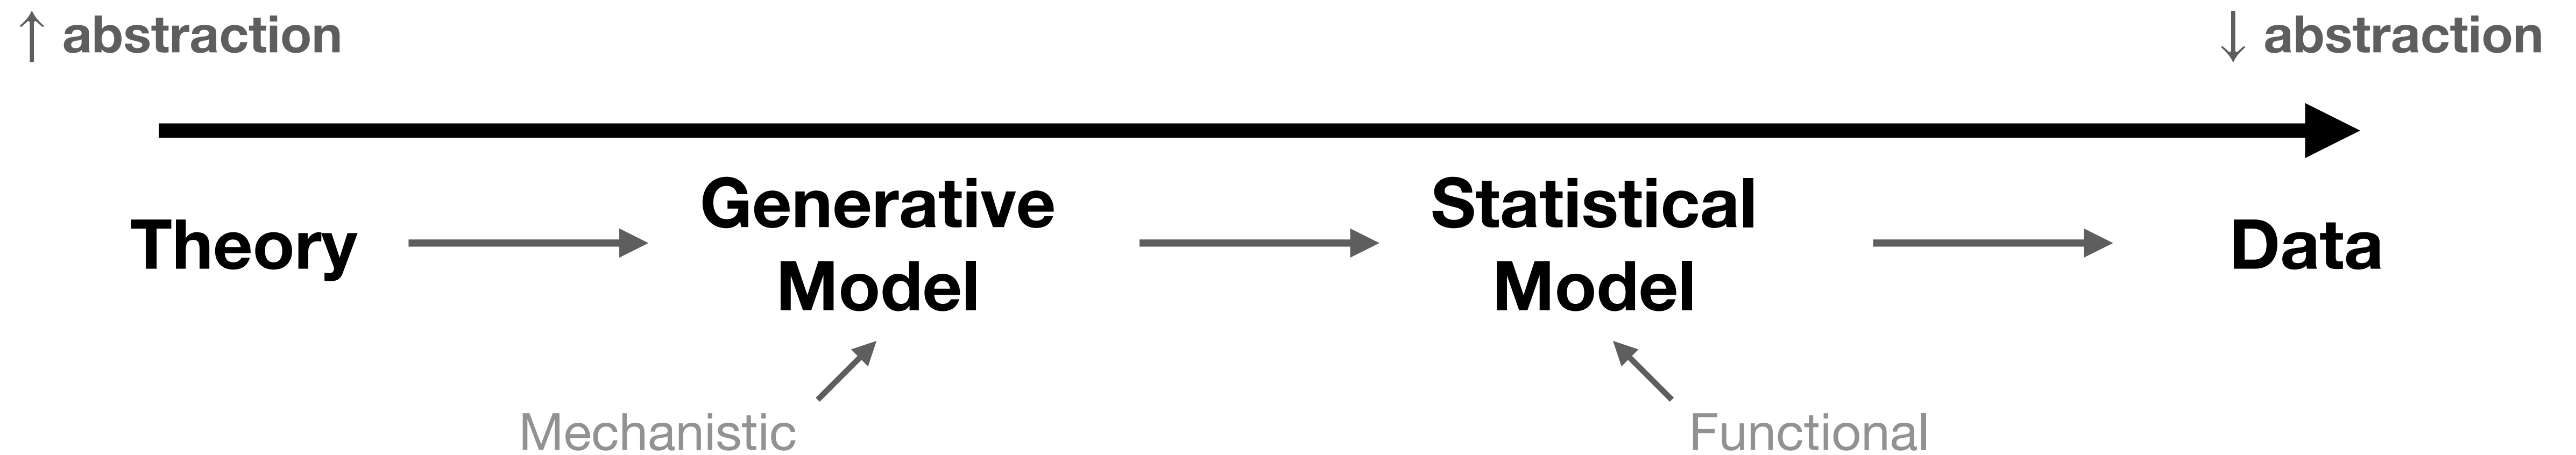 ↑ abstraction
↓ abstraction
Theory
Generative
Model
Statistical
Model
Data
Mechanistic
Functional